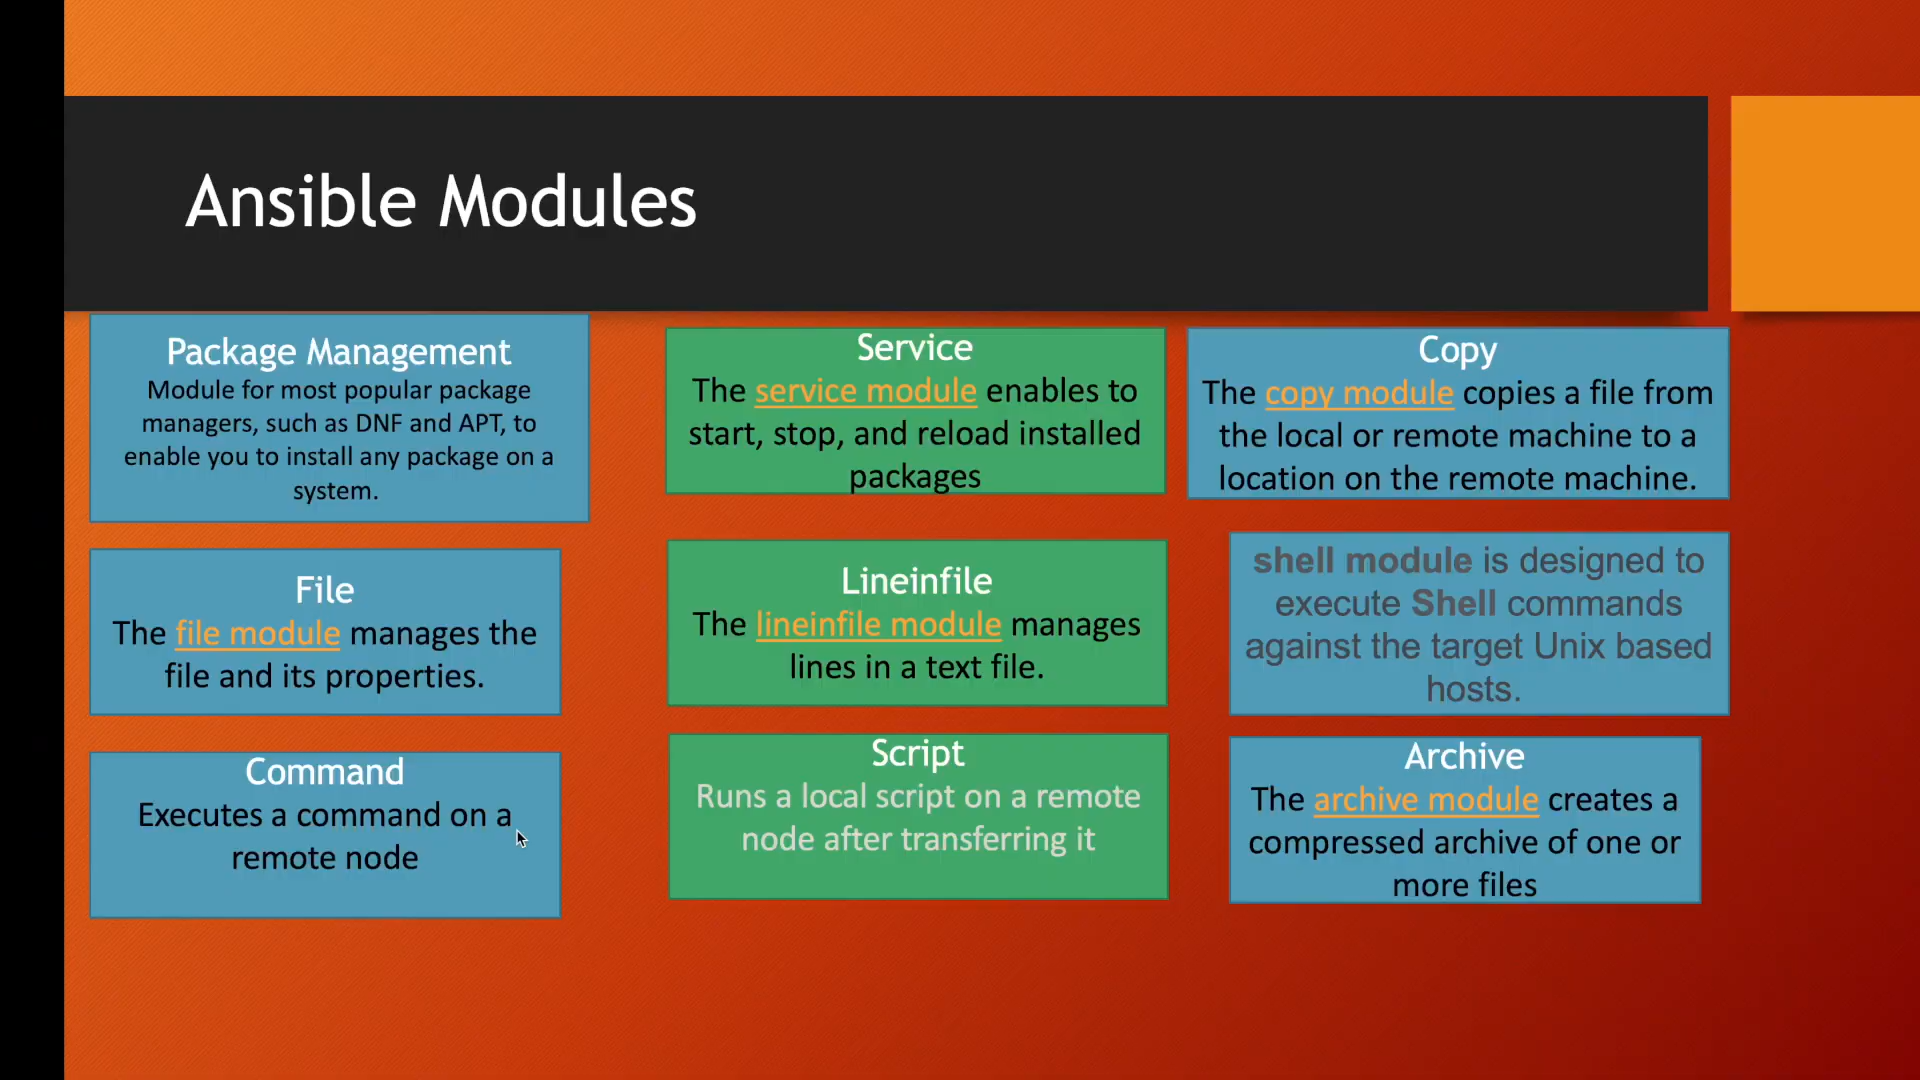 Ansible Modules
Package Management
Module for most popular package
managers, such as DNF and APT, to
enable you to install any package on a
system.
Service
The service module enables to
start, stop, and reload installed
packages
Copy
The copy module copies a file from
the local or remote machine to a
location on the remote machine.
File
The file module manages the
file and its properties.
Lineinfile
The lineinfile module manages
lines in a text file.
shell module is designed to
execute Shell commands
against the target Unix based
hosts.
Command
Executes a command on a
remote node
Script
Runs a local script on a remote
node after transferring it
Archive
The archive module creates a
compressed archive of one or
more files